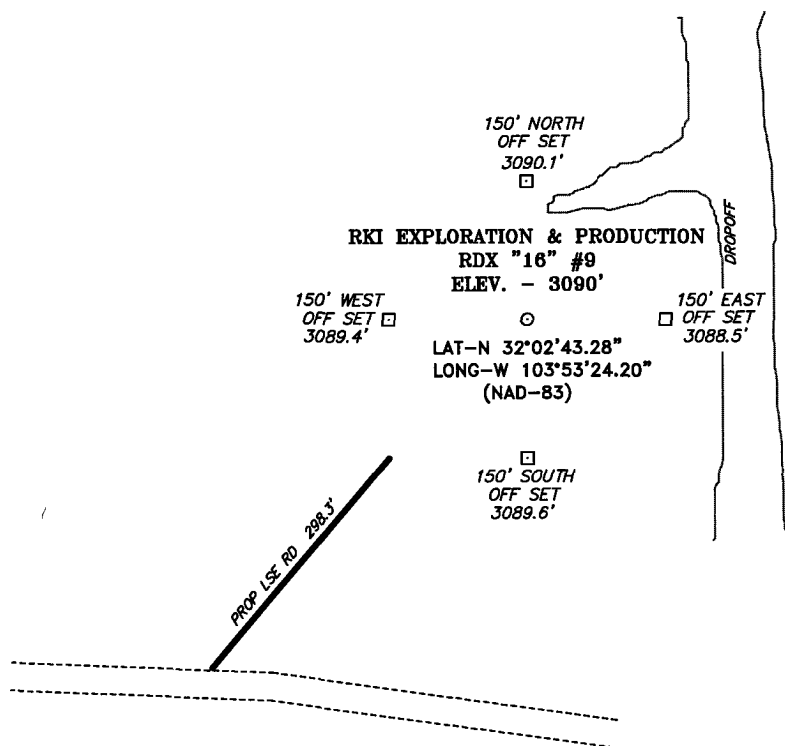 150' NORTH
OFF SET
3090.1'
DROPOFF
RKI EXPLORATION & PRODUCTION
RDX "16" #9
ELEV. - 3090'
150' WEST
OFF SET
3089.4'
150' EAST
OFF SET
3088.5'
LAT-N 32°02'43.28"
LONG-W 103°53'24.20"
(NAD-83)
150' SOUTH
OFF SET
3089.6'
PROP LSE RD 298.3'